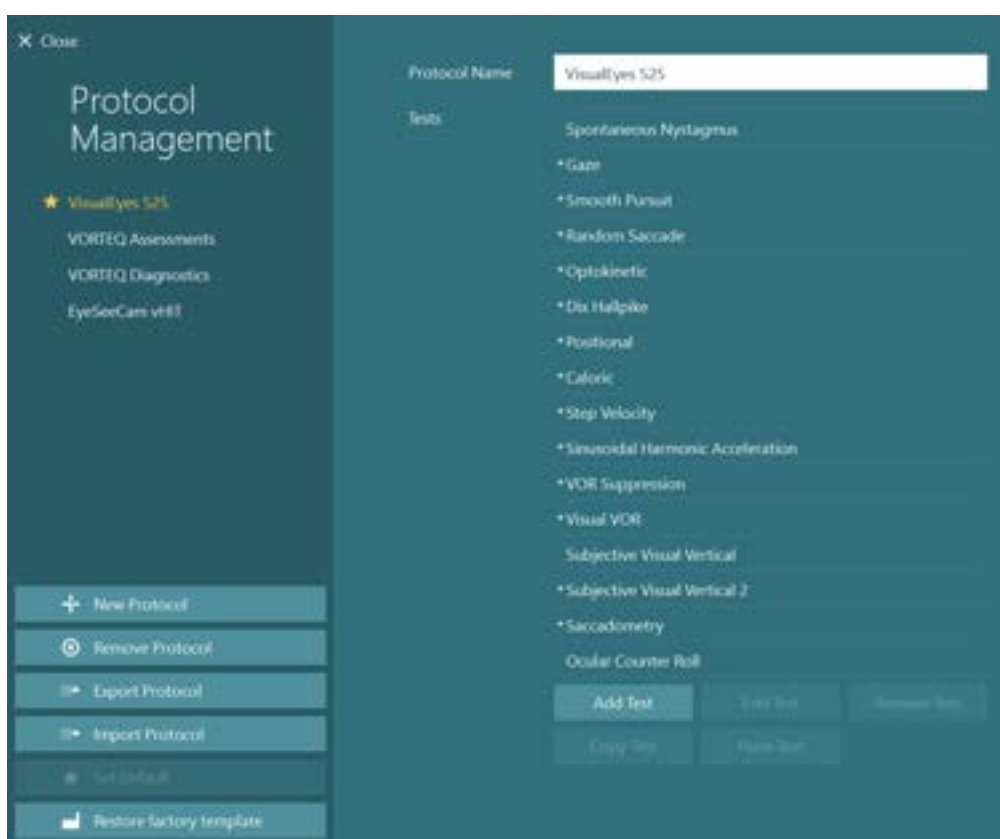 Close
Protocol
Management
VisualEyes 525
VORTEQ Assessments
VORTEQ Diagnostics
EyeSeeCam vHIT
New Protocol
Remove Protocol
Export Protocol
Import Protocol
Set Default
Restore factory template
Protocol Name
VisualEyes 525
Tests
Spontaneous Nystagmus
*Gaze
*Smooth Pursuit
*Random Saccade
*Optokinetic
*Dix Hallpike
*Positional
*Caloric
*Step Velocity
*Sinusoidal Harmonic Acceleration
*VOR Suppression
*Visual VOR
Subjective Visual Vertical
*Subjective Visual Vertical 2
*Saccadometry
Ocular Counter Roll
Add Test
Edit Test
Remove Test
Copy Test